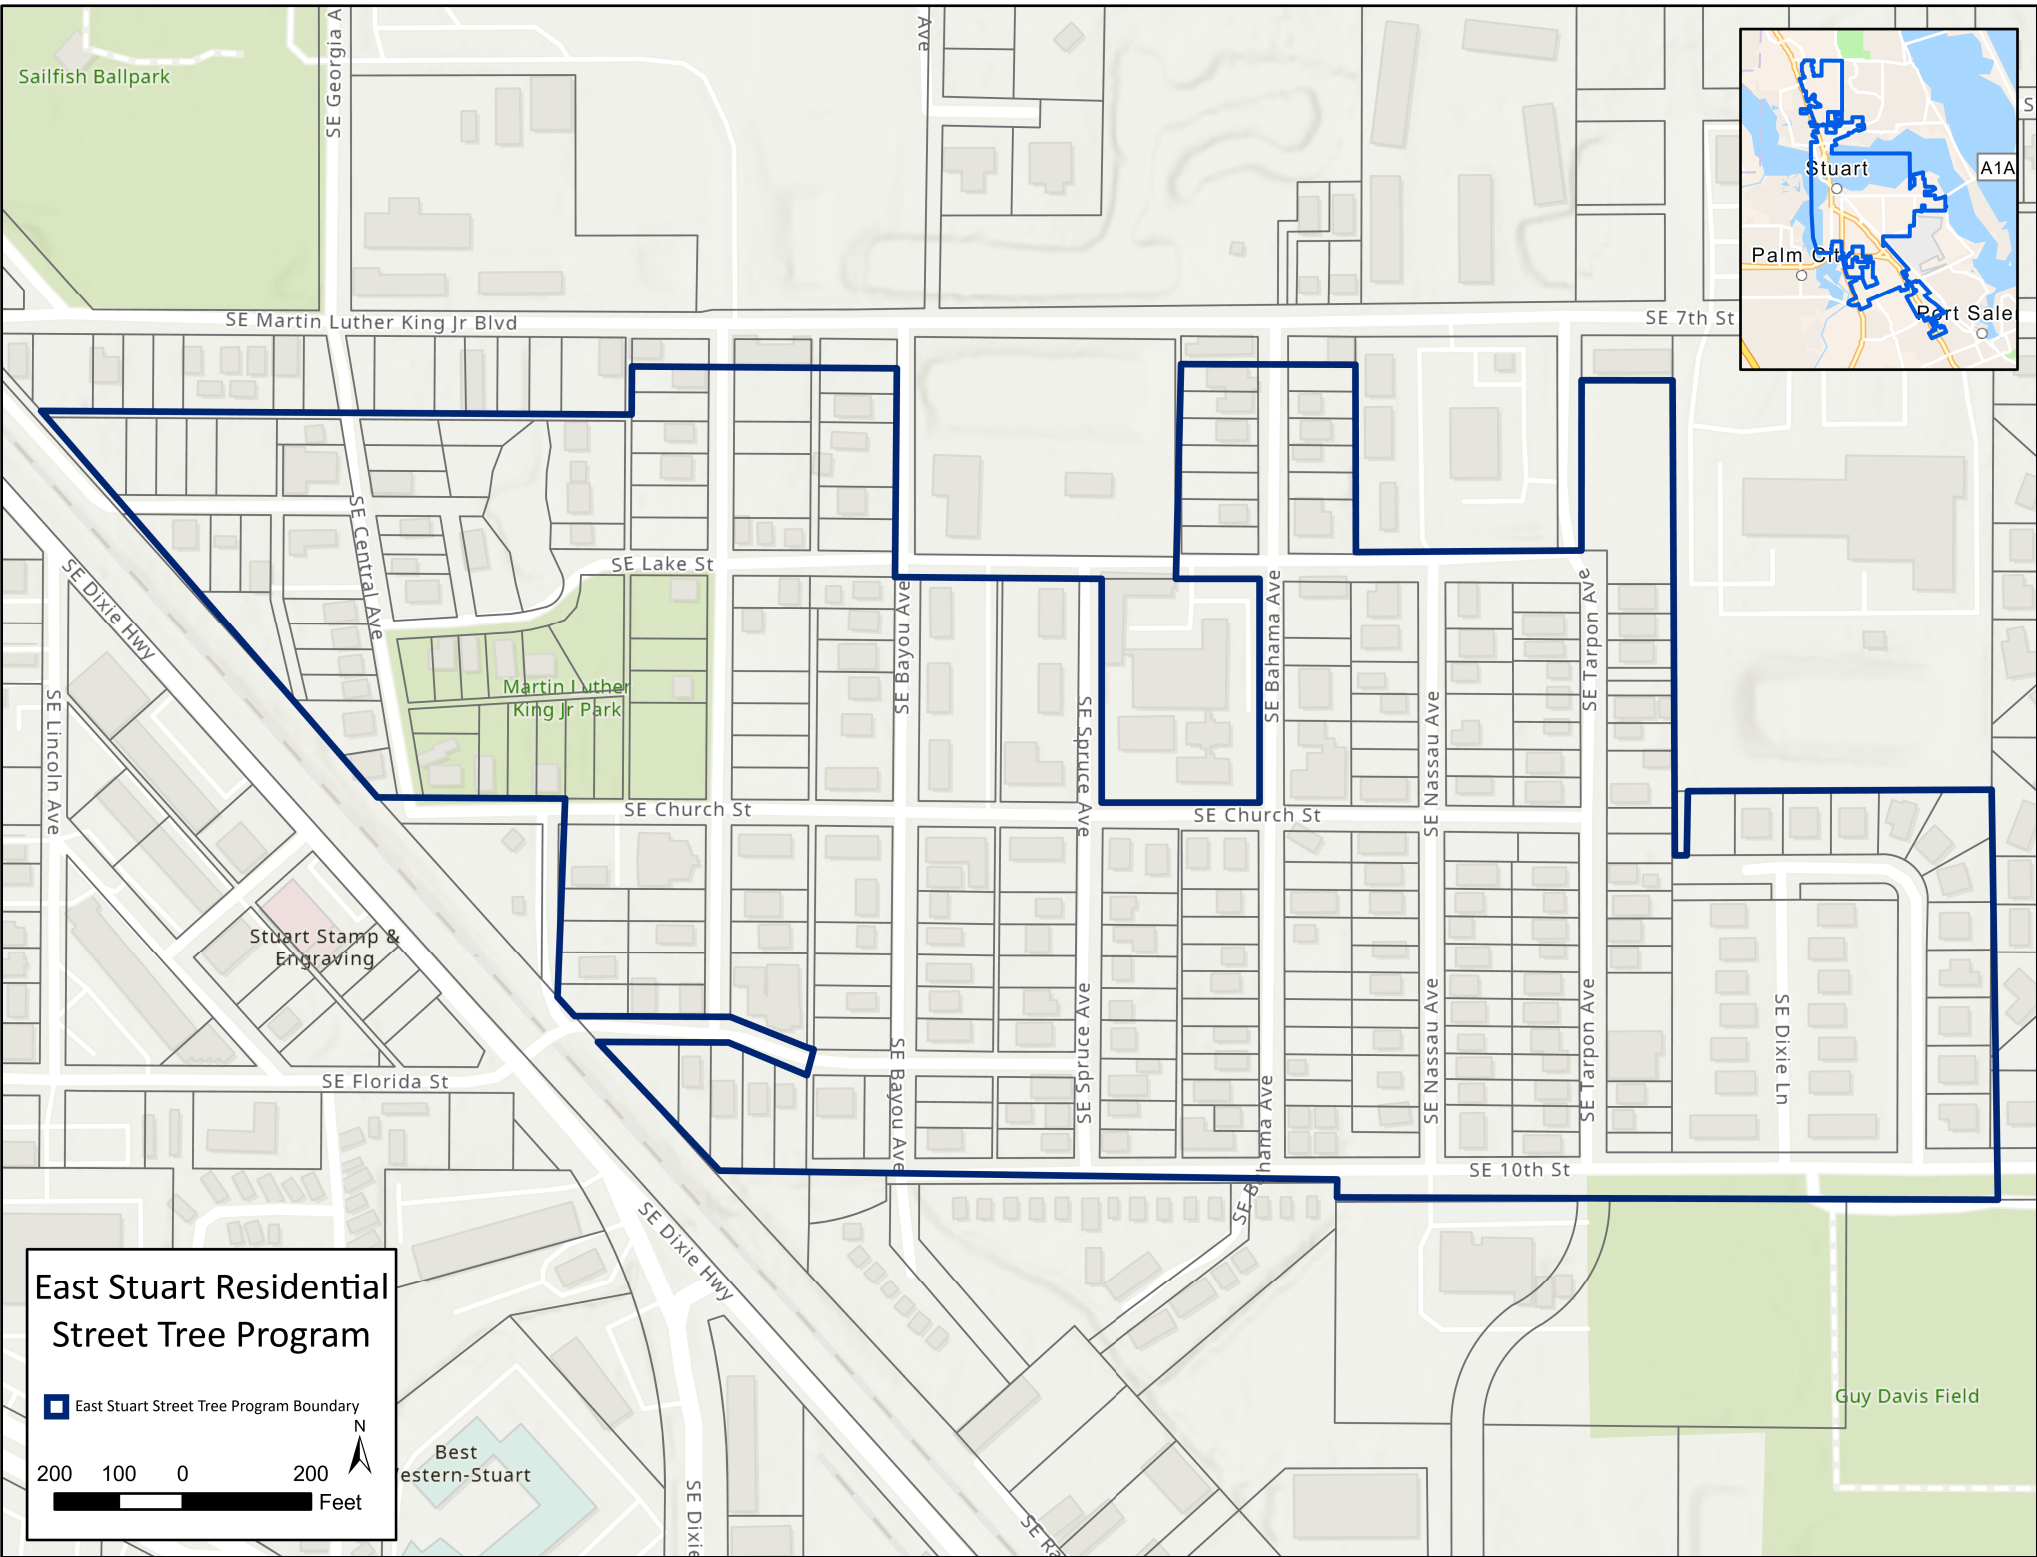 Sailfish Ballpark
SE Georgia A
Ave
S
Stuart
A1A
Palm Cit
Port Sale
SE Martin Luther King Jr Blvd
SE 7th St
SE Central Ave
SE Lake St
SE Dixie Hwy
SE Bayou Ave
SE Bahama Ave
SE Tarpon Ave
Martin Luther
King Jr Park
SE Lincoln Ave
SE Spruce Ave
SE Nassau Ave
SE Church St
SE Church St
Stuart Stamp &
Engraving
SE Florida St
SE Bayou Ave
SE Spruce Ave
SE Bahama Ave
SE Nassau Ave
SE Tarpon Ave
SE Dixie Ln
SE 10th St
SE Dixie Hwy
SE B
East Stuart Residential
Street Tree Program
East Stuart Street Tree Program Boundary
N
200 100 0 200
Feet
Best
estern-Stuart
SE Dixie
SE Ra
Guy Davis Field